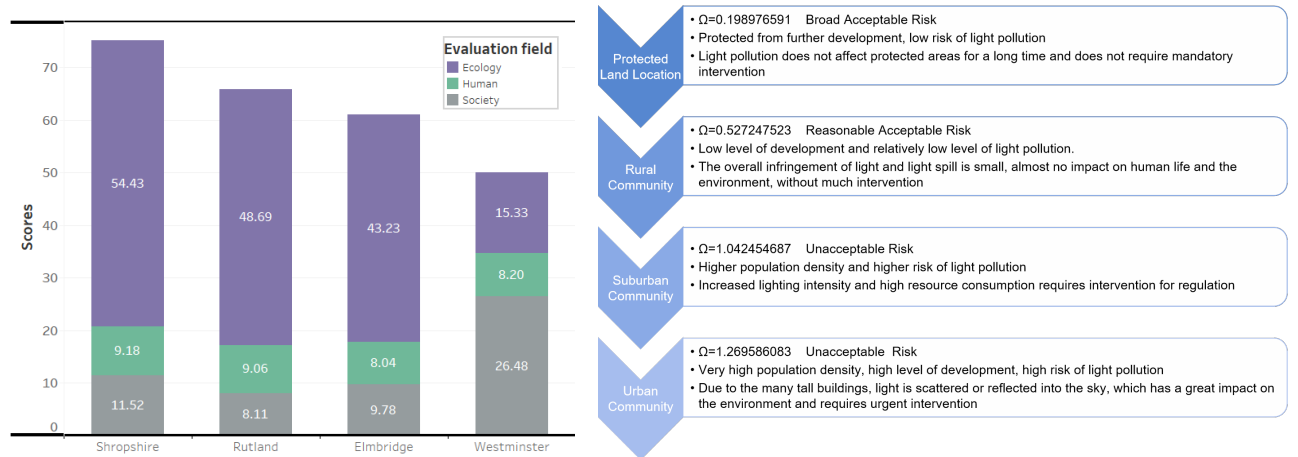 Scores
70
60
50
40
30
20
10
0
Evaluation field
Ecology
Human
Society
54.43
9.18
11.52
48.69
9.06
8.11
43.23
8.04
9.78
15.33
8.20
26.48
Shropshire
Rutland
Elmbridge
Westminster
Protected
Land Location
• Ω=0.198976591 Broad Acceptable Risk
• Protected from further development, low risk of light pollution
• Light pollution does not affect protected areas for a long time and does not require mandatory
intervention
Rural
Community
• Ω=0.527247523 Reasonable Acceptable Risk
• Low level of development and relatively low level of light pollution.
• The overall infringement of light and light spill is small, almost no impact on human life and the
environment, without much intervention
Suburban
Community
• Ω=1.042454687 Unacceptable Risk
• Higher population density and higher risk of light pollution
• Increased lighting intensity and high resource consumption requires intervention for regulation
Urban
Community
• Ω=1.269586083 Unacceptable Risk
• Very high population density, high level of development, high risk of light pollution
• Due to the many tall buildings, light is scattered or reflected into the sky, which has a great impact on
the environment and requires urgent intervention